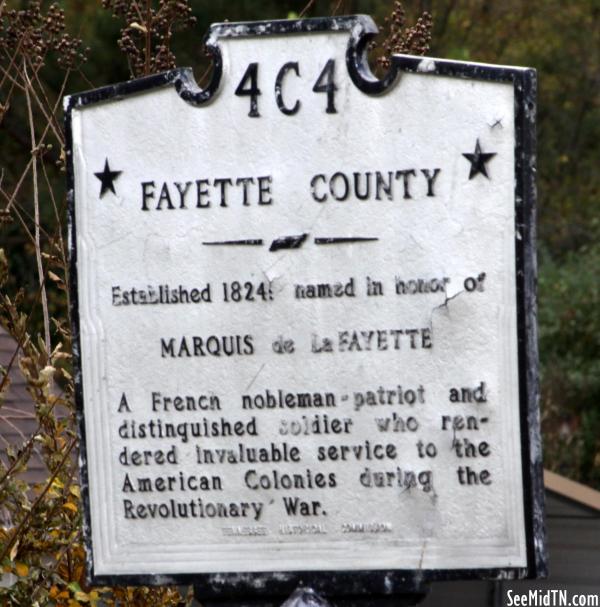 4C4
FAYETTE COUNTY
Established 1824; named in honor of
MARQUIS de LaFAYETTE
A French nobleman-patriot and
distinguished soldier who ren-
dered invaluable service to the
American Colonies during the
Revolutionary War.
TENNESSEE HISTORICAL COMMISSION
SeeMidTN.com